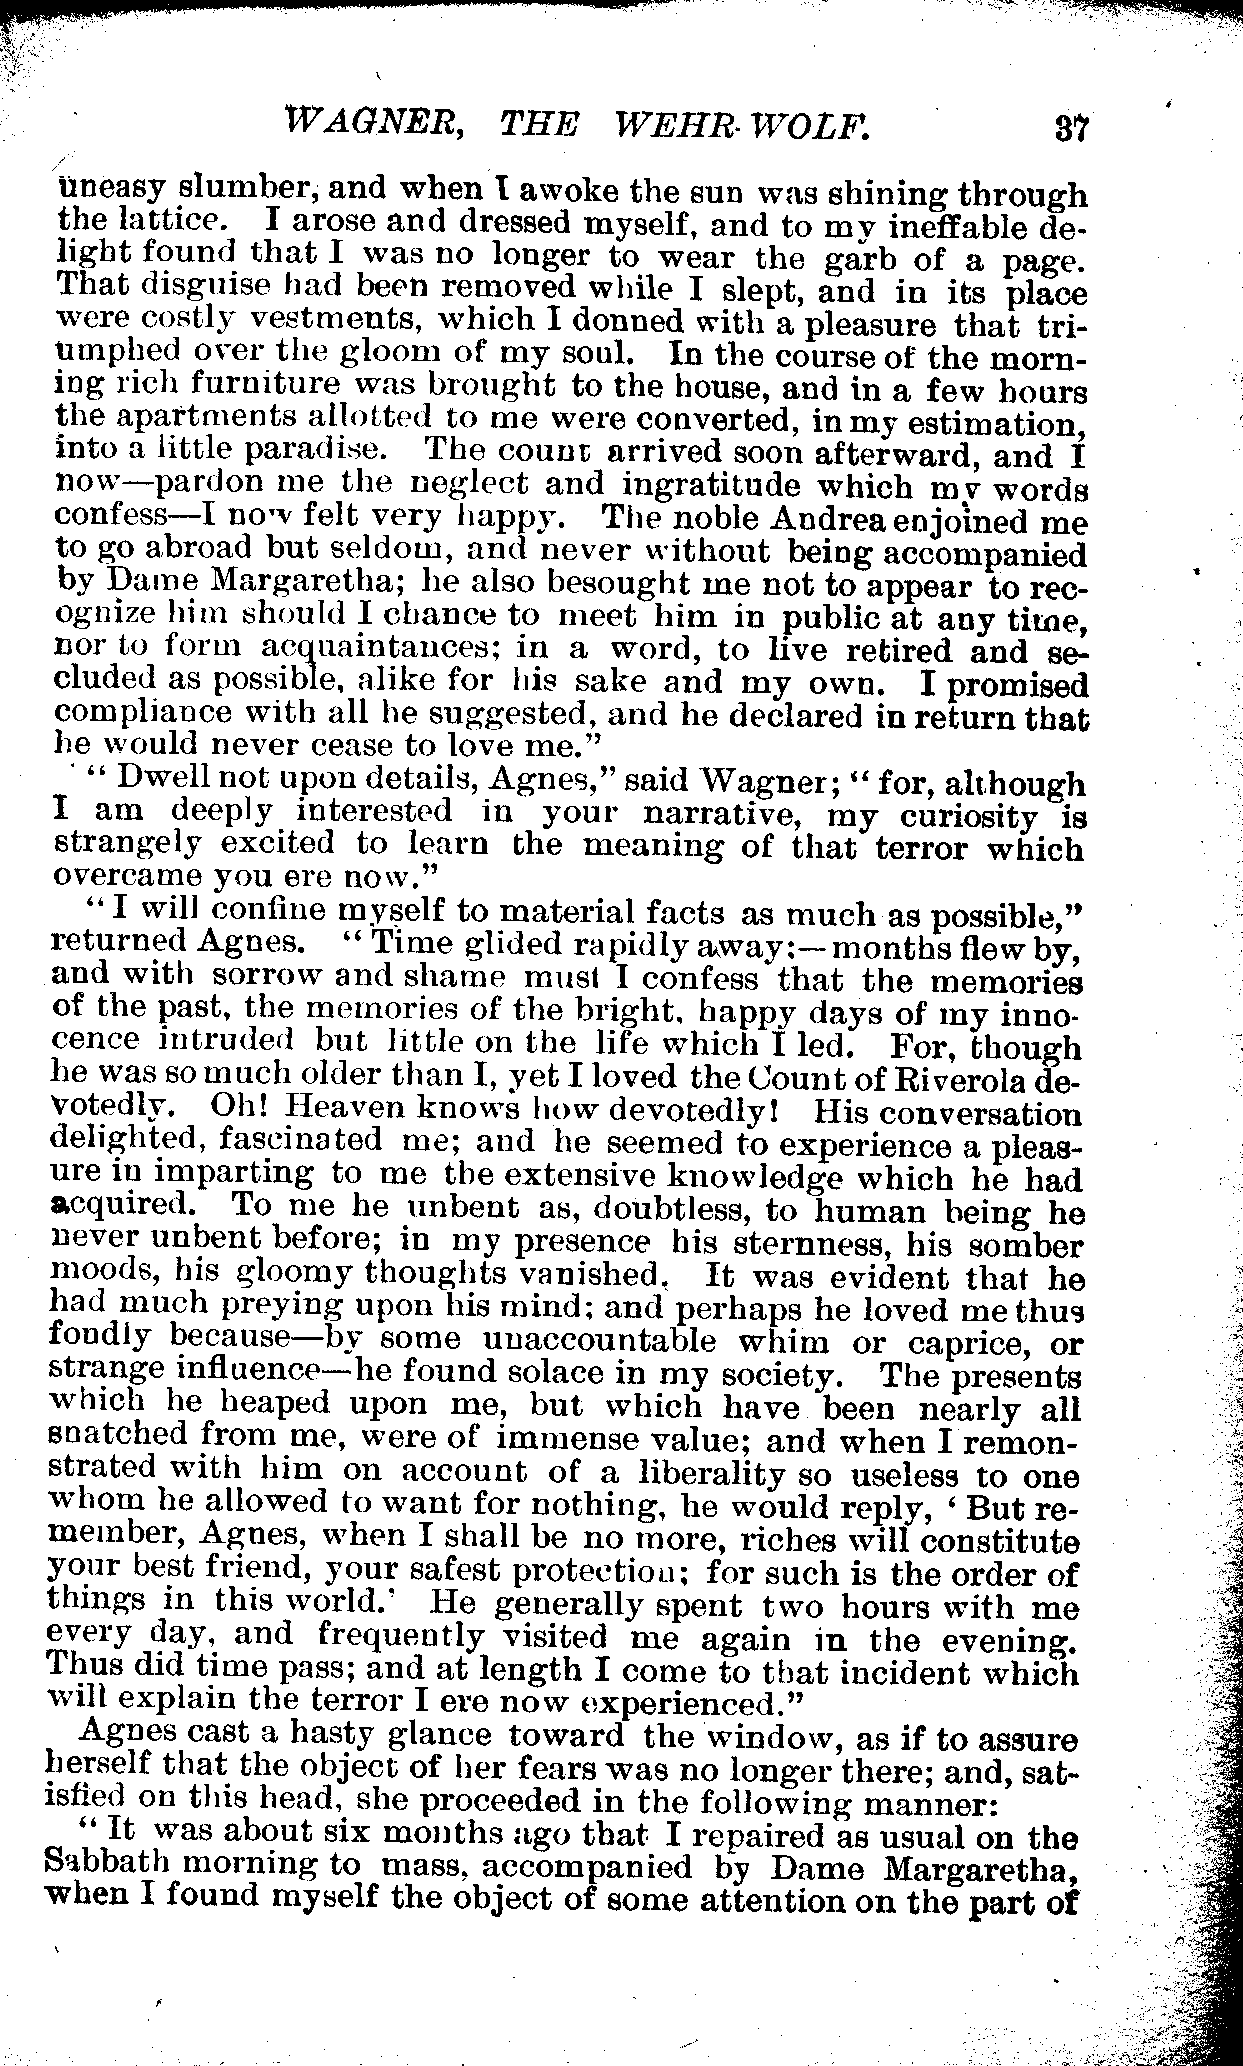 WAGNER, THE WEHR-WOLF. 37
uneasy slumber, and when I awoke the sun was shining through
the lattice. I arose and dressed myself, and to my ineffable de-
light found that I was no longer to wear the garb of a page.
That disguise had been removed while I slept, and in its place
were costly vestments, which I donned with a pleasure that tri-
umphed over the gloom of my soul. In the course of the morn-
ing rich furniture was brought to the house, and in a few hours
the apartments allotted to me were converted, in my estimation,
into a little paradise. The count arrived soon afterward, and I
now—pardon me the neglect and ingratitude which my words
confess—I now felt very happy. The noble Andrea enjoined me
to go abroad but seldom, and never without being accompanied
by Dame Margaretha; he also besought me not to appear to rec-
ognize him should I chance to meet him in public at any time,
nor to form acquaintances; in a word, to live retired and se-
cluded as possible, alike for his sake and my own. I promised
compliance with all he suggested, and he declared in return that
he would never cease to love me."
"Dwell not upon details, Agnes," said Wagner; "for, although
I am deeply interested in your narrative, my curiosity is
strangely excited to learn the meaning of that terror which
overcame you ere now."
"I will confine myself to material facts as much as possible,"
returned Agnes. "Time glided rapidly away;—months flew by,
and with sorrow and shame must I confess that the memories
of the past, the memories of the bright, happy days of my inno-
cence intruded but little on the life which I led. For, though
he was so much older than I, yet I loved the Count of Riverola de-
votedly. Oh! Heaven knows how devotedly! His conversation
delighted, fascinated me; and he seemed to experience a pleas-
ure in imparting to me the extensive knowledge which he had
acquired. To me he unbent as, doubtless, to human being he
never unbent before; in my presence his sternness, his somber
moods, his gloomy thoughts vanished. It was evident that he
had much preying upon his mind; and perhaps he loved me thus
fondly because—by some unaccountable whim or caprice, or
strange influence—he found solace in my society. The presents
which he heaped upon me, but which have been nearly all
snatched from me, were of immense value; and when I remon-
strated with him on account of a liberality so useless to one
whom he allowed to want for nothing, he would reply, 'But re-
member, Agnes, when I shall be no more, riches will constitute
your best friend, your safest protection; for such is the order of
things in this world.' He generally spent two hours with me
every day, and frequently visited me again in the evening.
Thus did time pass; and at length I come to that incident which
will explain the terror I ere now experienced."
Agnes cast a hasty glance toward the window, as if to assure
herself that the object of her fears was no longer there; and, sat-
isfied on this head, she proceeded in the following manner:
"It was about six months ago that I repaired as usual on the
Sabbath morning to mass, accompanied by Dame Margaretha,
when I found myself the object of some attention on the part of